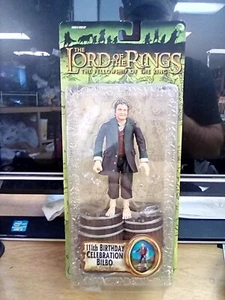 THE
LORD OF THE RINGS
THE FELLOWSHIP OF THE RING
111th BIRTHDAY
CELEBRATION
BILBO